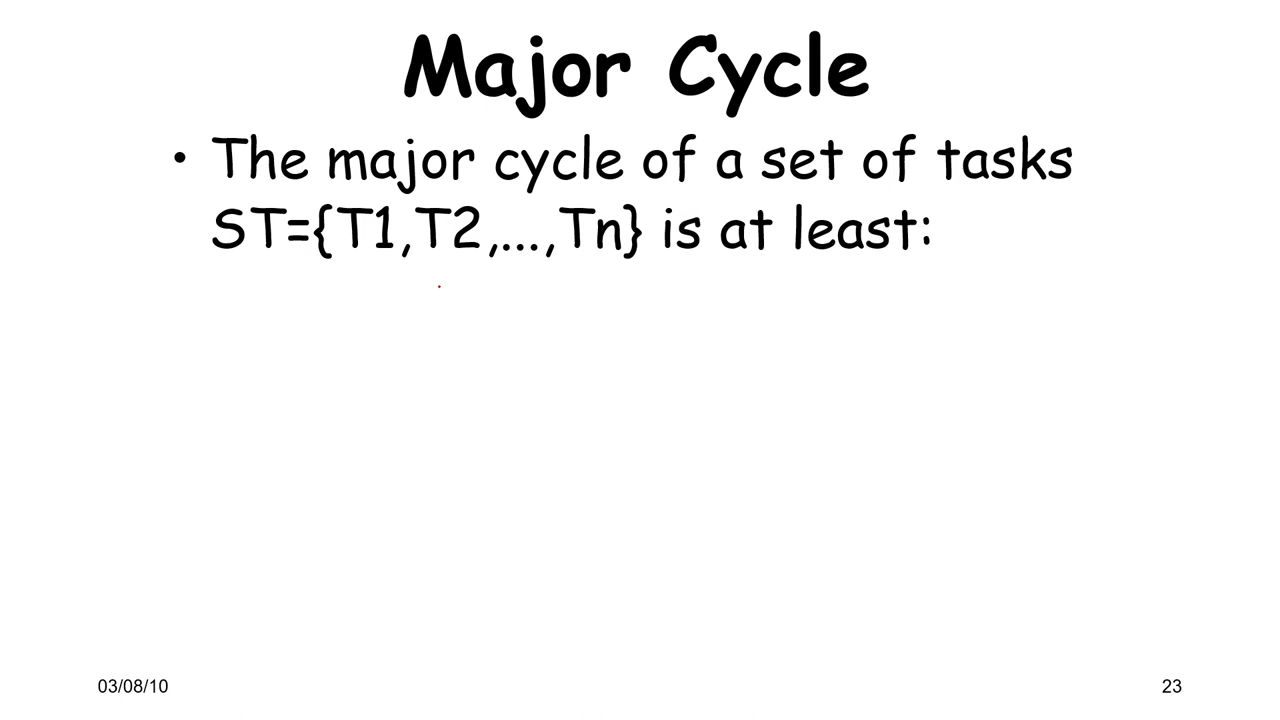 Major Cycle
• The major cycle of a set of tasks
ST={T1,T2,...,Tn} is at least:
03/08/10
23